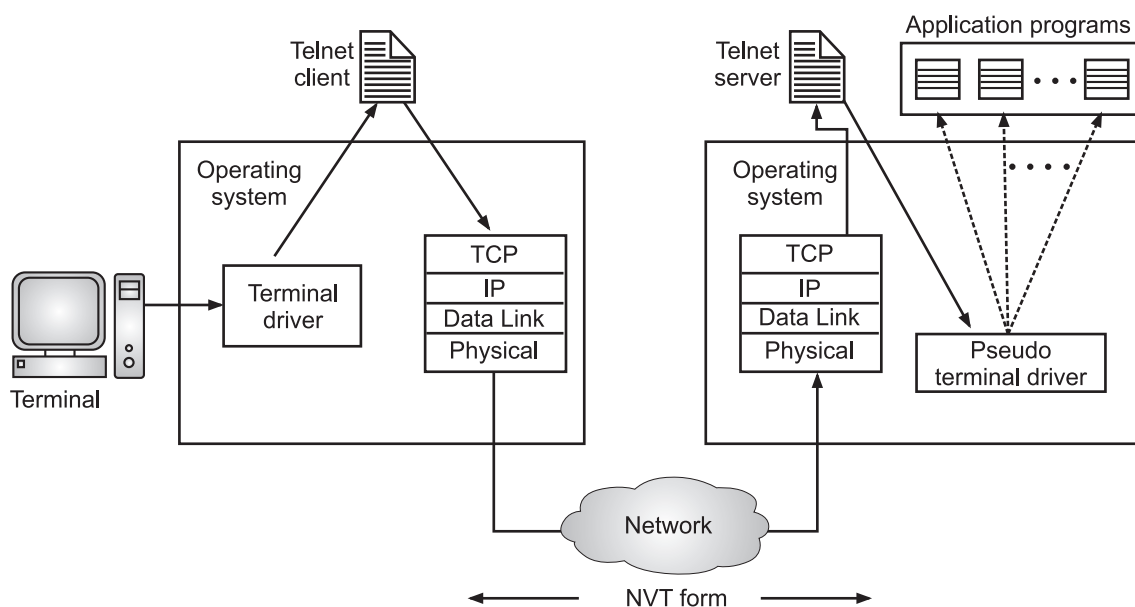 Telnet
client
Telnet
server
Application programs
Operating
system
Operating
system
TCP
IP
Data Link
Physical
TCP
IP
Data Link
Physical
Terminal
driver
Pseudo
terminal driver
Terminal
Network
NVT form